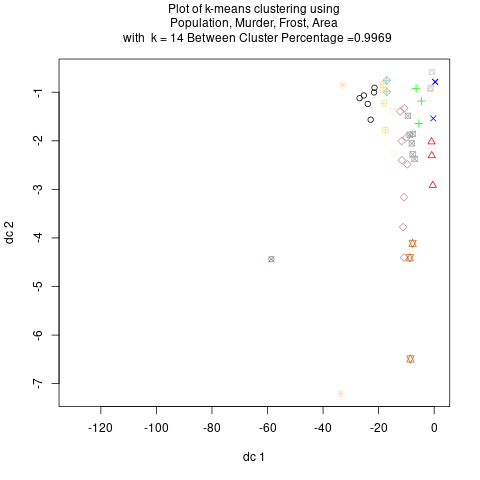 Plot of k-means clustering using
Population, Murder, Frost, Area
with k = 14 Between Cluster Percentage =0.9969
dc 2
-1
-2
-3
-4
-5
-6
-7
-120
-100
-80
-60
-40
-20
0
dc 1